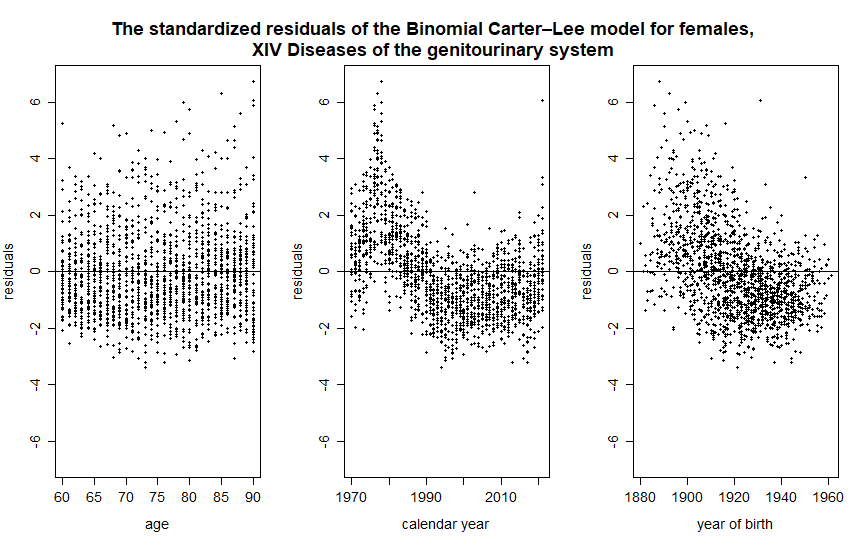 The standardized residuals of the Binomial Carter–Lee model for females,
XIV Diseases of the genitourinary system
residuals
6
4
2
0
-2
-4
-6
60 65 70 75 80 85 90
age
residuals
6
4
2
0
-2
-4
-6
1970 1990 2010
calendar year
residuals
6
4
2
0
-2
-4
-6
1880 1900 1920 1940 1960
year of birth